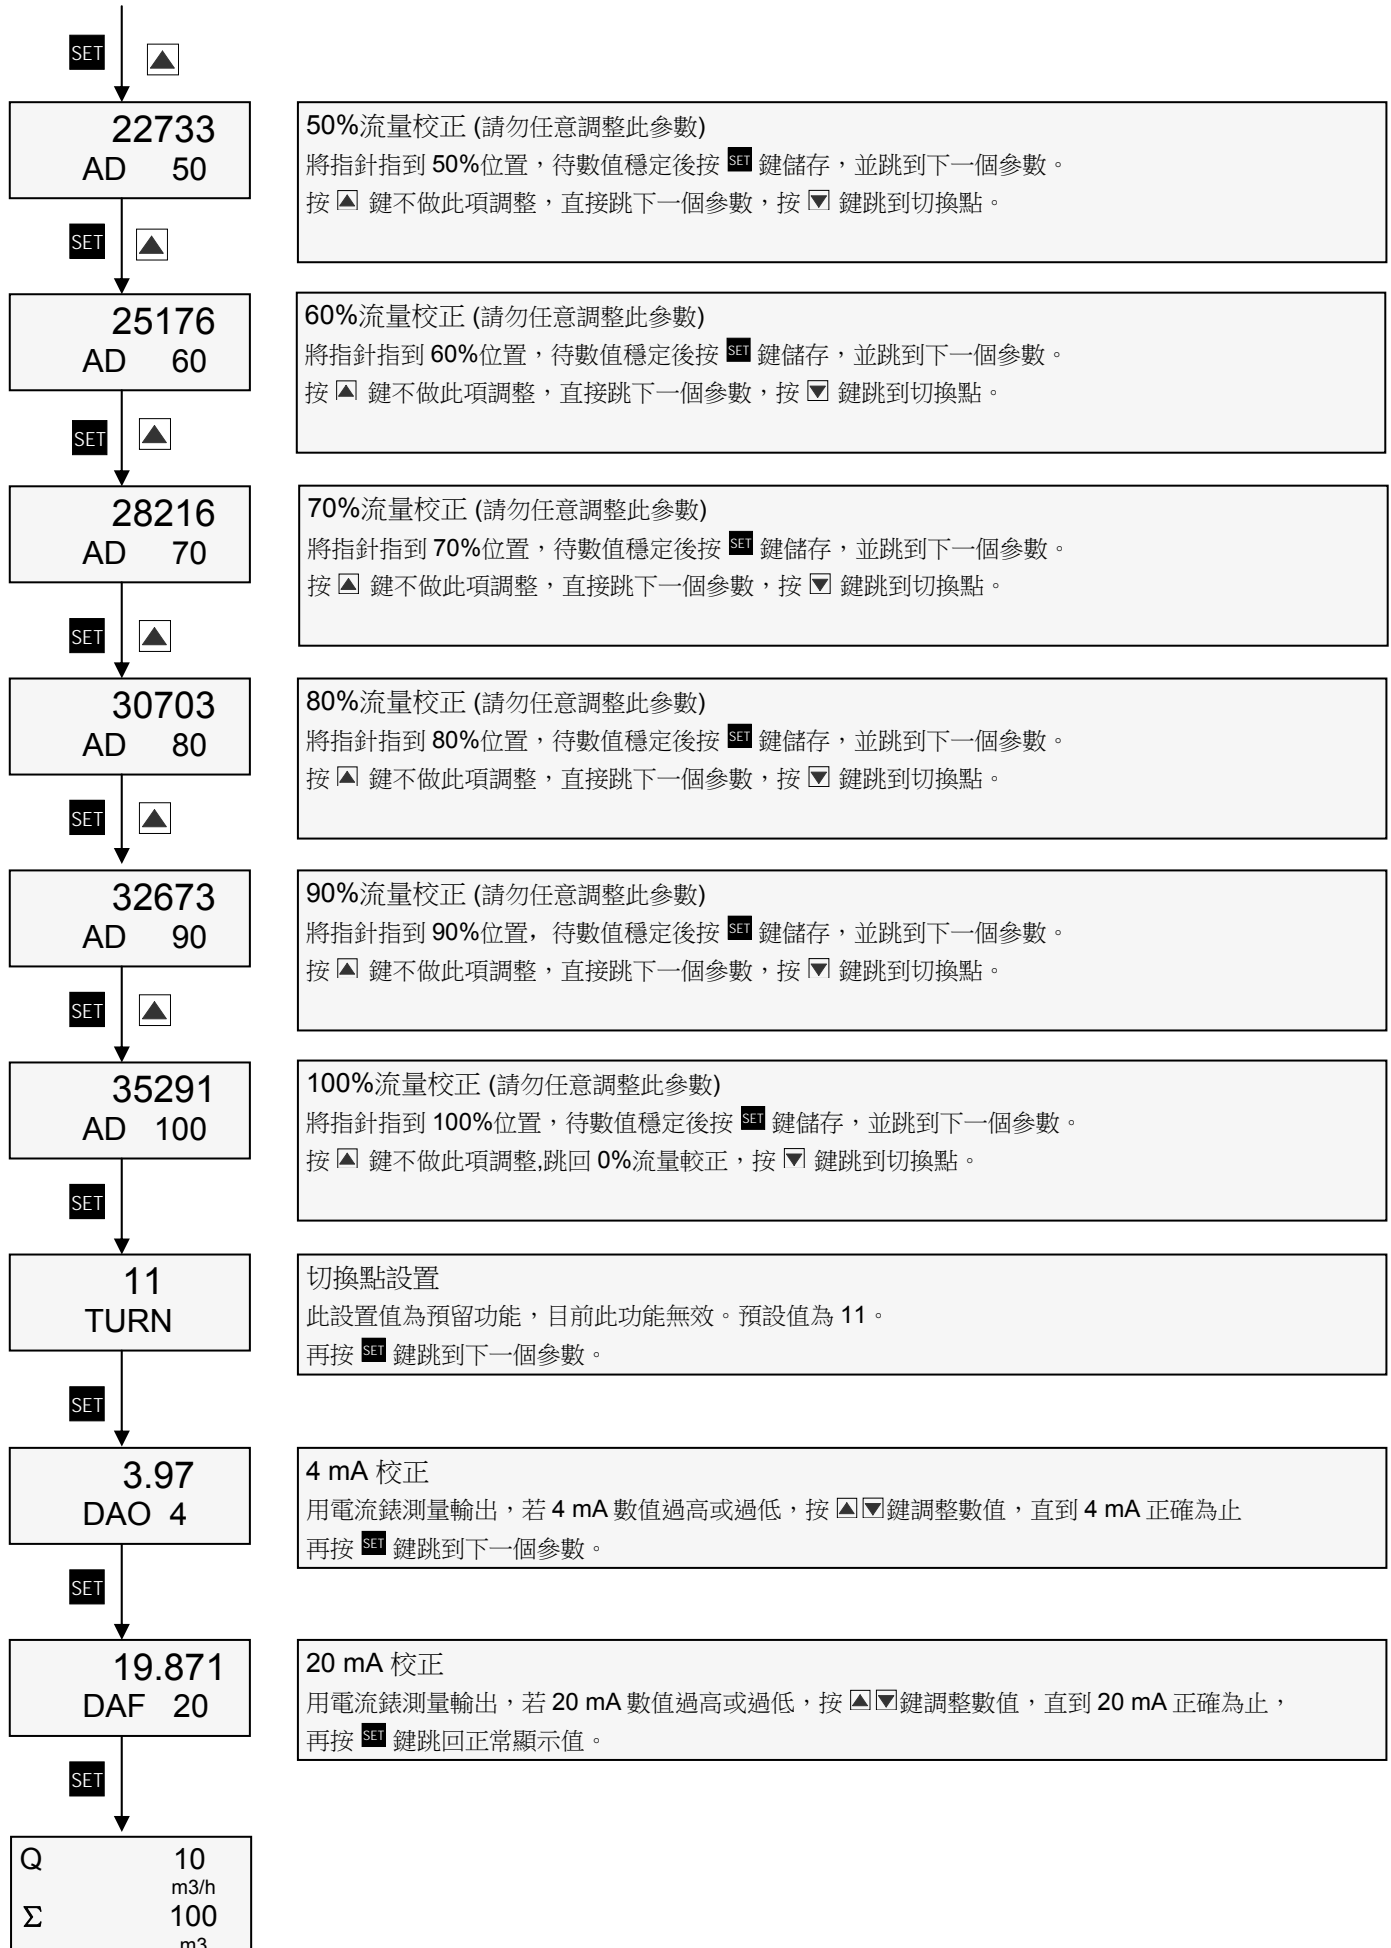 SET ▲
22733
AD 50
50%流量校正 (請勿任意調整此參數)
將指針指到 50%位置，待數值穩定後按 SET 鍵儲存，並跳到下一個參數。
按 ▲ 鍵不做此項調整，直接跳下一個參數，按 ▼ 鍵跳到切換點。
SET ▲
25176
AD 60
60%流量校正 (請勿任意調整此參數)
將指針指到 60%位置，待數值穩定後按 SET 鍵儲存，並跳到下一個參數。
按 ▲ 鍵不做此項調整，直接跳下一個參數，按 ▼ 鍵跳到切換點。
SET ▲
28216
AD 70
70%流量校正 (請勿任意調整此參數)
將指針指到 70%位置，待數值穩定後按 SET 鍵儲存，並跳到下一個參數。
按 ▲ 鍵不做此項調整，直接跳下一個參數，按 ▼ 鍵跳到切換點。
SET ▲
30703
AD 80
80%流量校正 (請勿任意調整此參數)
將指針指到 80%位置，待數值穩定後按 SET 鍵儲存，並跳到下一個參數。
按 ▲ 鍵不做此項調整，直接跳下一個參數，按 ▼ 鍵跳到切換點。
SET ▲
32673
AD 90
90%流量校正 (請勿任意調整此參數)
將指針指到 90%位置, 待數值穩定後按 SET 鍵儲存，並跳到下一個參數。
按 ▲ 鍵不做此項調整，直接跳下一個參數，按 ▼ 鍵跳到切換點。
SET ▲
35291
AD 100
100%流量校正 (請勿任意調整此參數)
將指針指到 100%位置，待數值穩定後按 SET 鍵儲存，並跳到下一個參數。
按 ▲ 鍵不做此項調整,跳回 0%流量較正，按 ▼ 鍵跳到切換點。
SET
11
TURN
切換點設置
此設置值為預留功能，目前此功能無效。預設值為 11。
再按 SET 鍵跳到下一個參數。
SET
3.97
DAO 4
4 mA 校正
用電流錶測量輸出，若 4 mA 數值過高或過低，按 ▲▼鍵調整數值，直到 4 mA 正確為止
再按 SET 鍵跳到下一個參數。
SET
19.871
DAF 20
20 mA 校正
用電流錶測量輸出，若 20 mA 數值過高或過低，按 ▲▼鍵調整數值，直到 20 mA 正確為止，
再按 SET 鍵跳回正常顯示值。
SET
Q 10
m3/h
Σ 100
m3